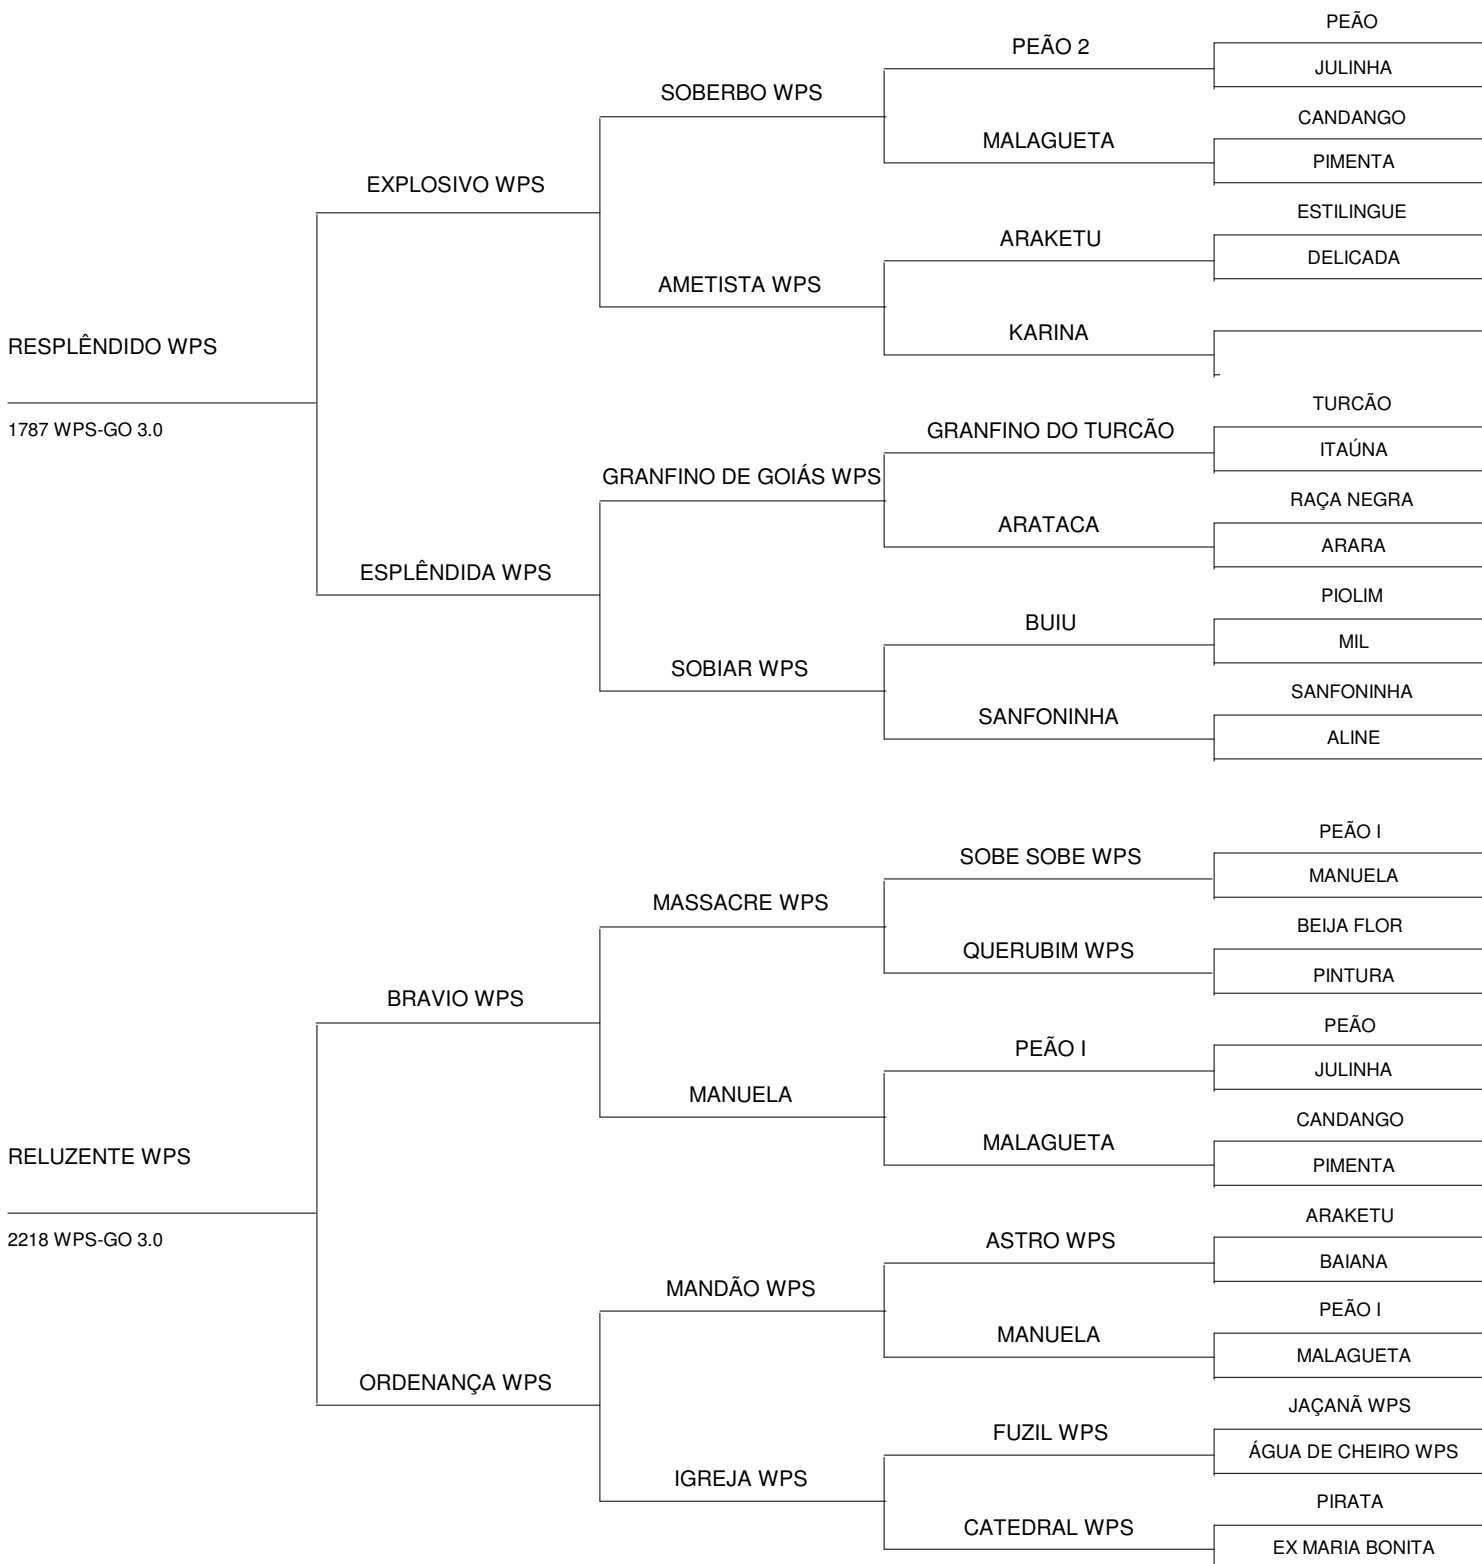 PEÃO
PEÃO 2
JULINHA
SOBERBO WPS
CANDANGO
MALAGUETA
PIMENTA
EXPLOSIVO WPS
ESTILINGUE
ARAKETU
DELICADA
AMETISTA WPS
KARINA
RESPLÊNDIDO WPS
TURCÃO
1787 WPS-GO 3.0
GRANFINO DO TURCÃO
ITAÚNA
GRANFINO DE GOIÁS WPS
RAÇA NEGRA
ARATACA
ARARA
ESPLÊNDIDA WPS
PIOLIM
BUIU
MIL
SOBIAR WPS
SANFONINHA
SANFONINHA
ALINE
PEÃO I
SOBE SOBE WPS
MANUELA
MASSACRE WPS
BEIJA FLOR
QUERUBIM WPS
PINTURA
BRAVIO WPS
PEÃO
PEÃO I
JULINHA
MANUELA
CANDANGO
MALAGUETA
PIMENTA
RELUZENTE WPS
ARAKETU
2218 WPS-GO 3.0
ASTRO WPS
BAIANA
MANDÃO WPS
PEÃO I
MANUELA
MALAGUETA
ORDENANÇA WPS
JAÇANÃ WPS
FUZIL WPS
ÁGUA DE CHEIRO WPS
IGREJA WPS
PIRATA
CATEDRAL WPS
EX MARIA BONITA